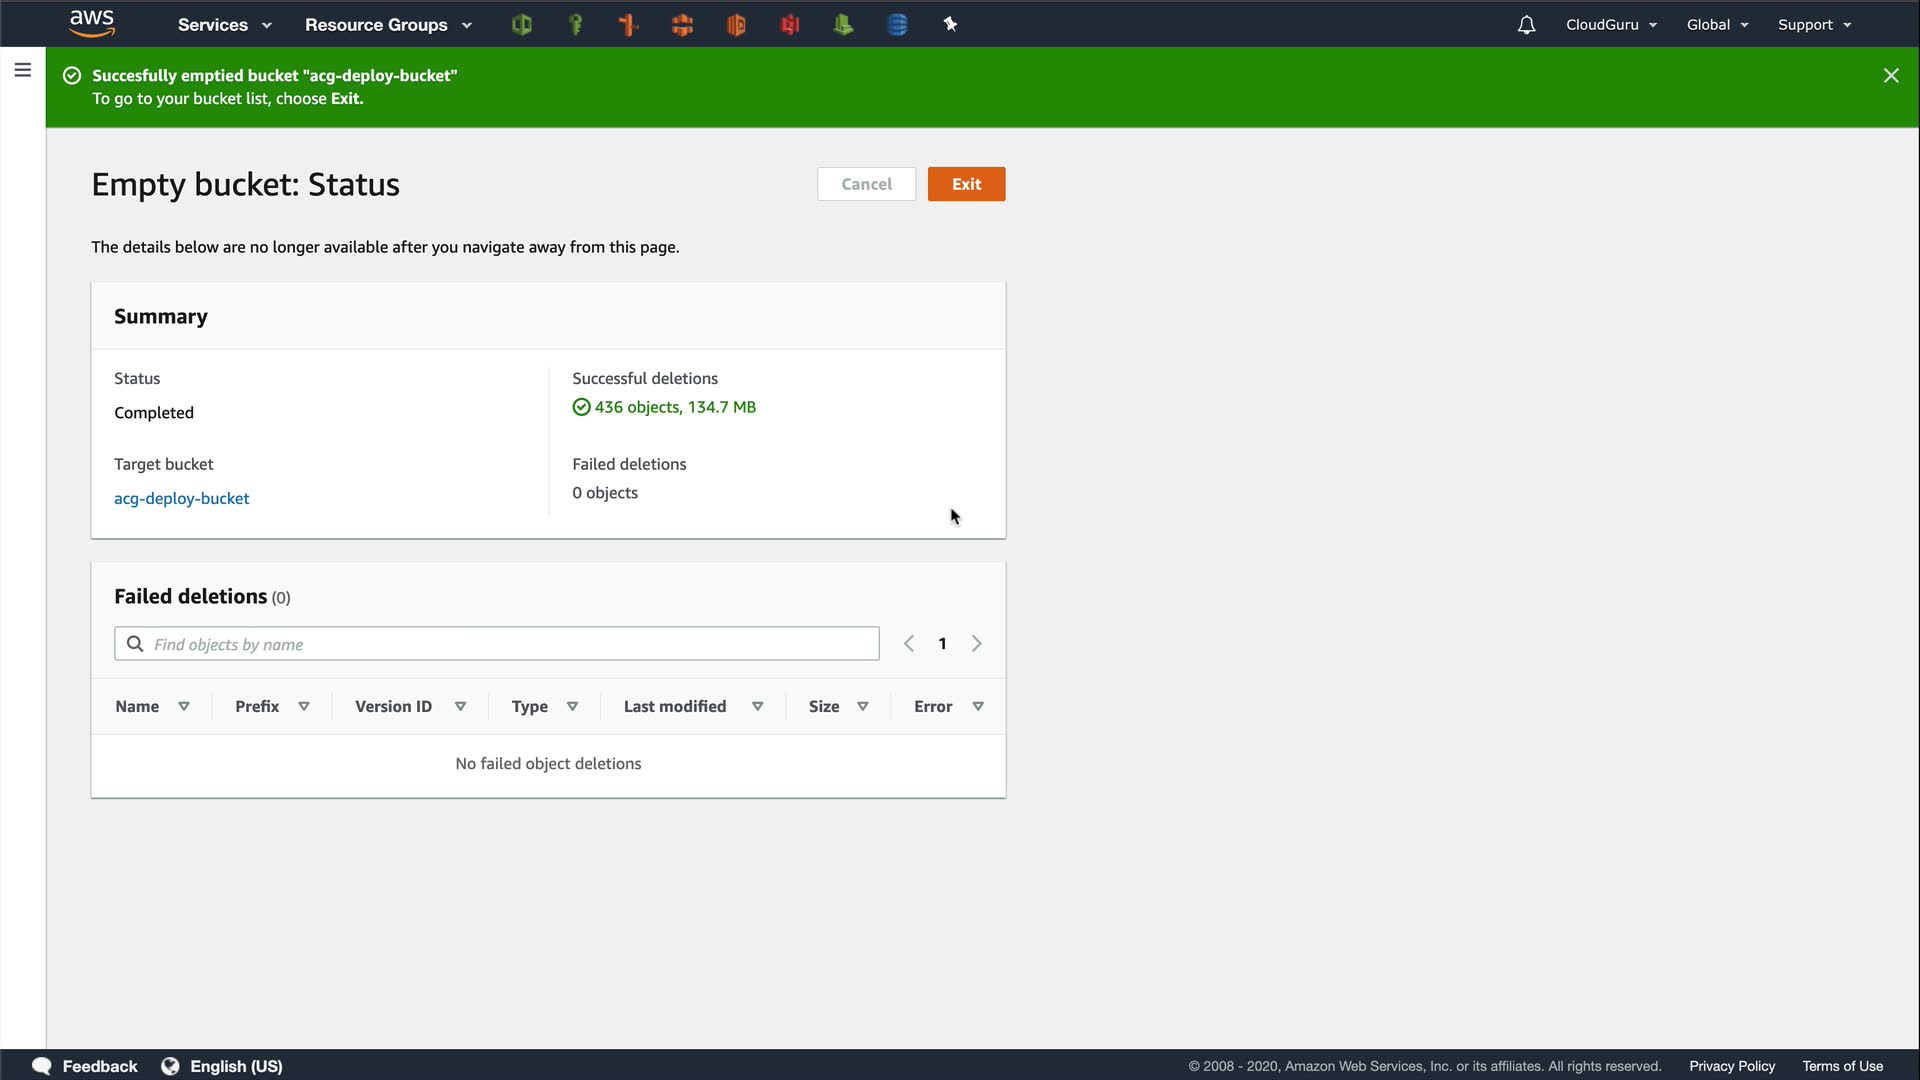 aws Services Resource Groups CloudGuru Global Support
Succesfully emptied bucket "acg-deploy-bucket"
To go to your bucket list, choose Exit.
Empty bucket: Status
Cancel Exit
The details below are no longer available after you navigate away from this page.
Summary
Status
Completed
Target bucket
acg-deploy-bucket
Successful deletions
436 objects, 134.7 MB
Failed deletions
0 objects
Failed deletions (0)
Find objects by name 1
Name Prefix Version ID Type Last modified Size Error
No failed object deletions
Feedback English (US) © 2008 - 2020, Amazon Web Services, Inc. or its affiliates. All rights reserved. Privacy Policy Terms of Use